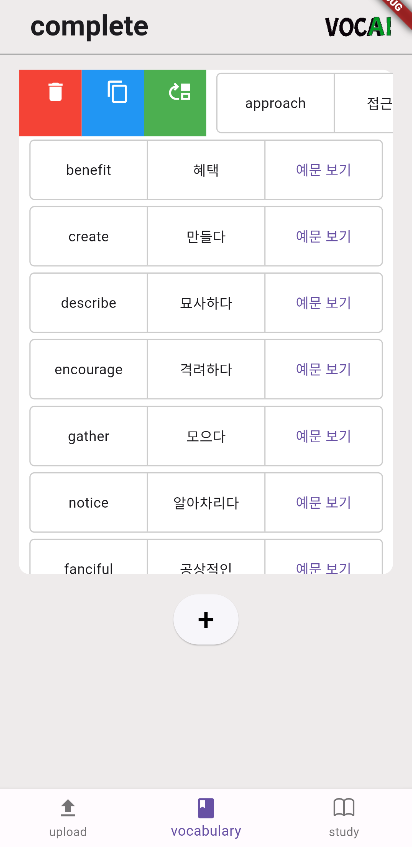 complete
VOCAI
approach 접근
benefit 혜택 예문 보기
create 만들다 예문 보기
describe 묘사하다 예문 보기
encourage 격려하다 예문 보기
gather 모으다 예문 보기
notice 알아차리다 예문 보기
fanciful 공상적인 예문 보기
+
upload vocabulary study